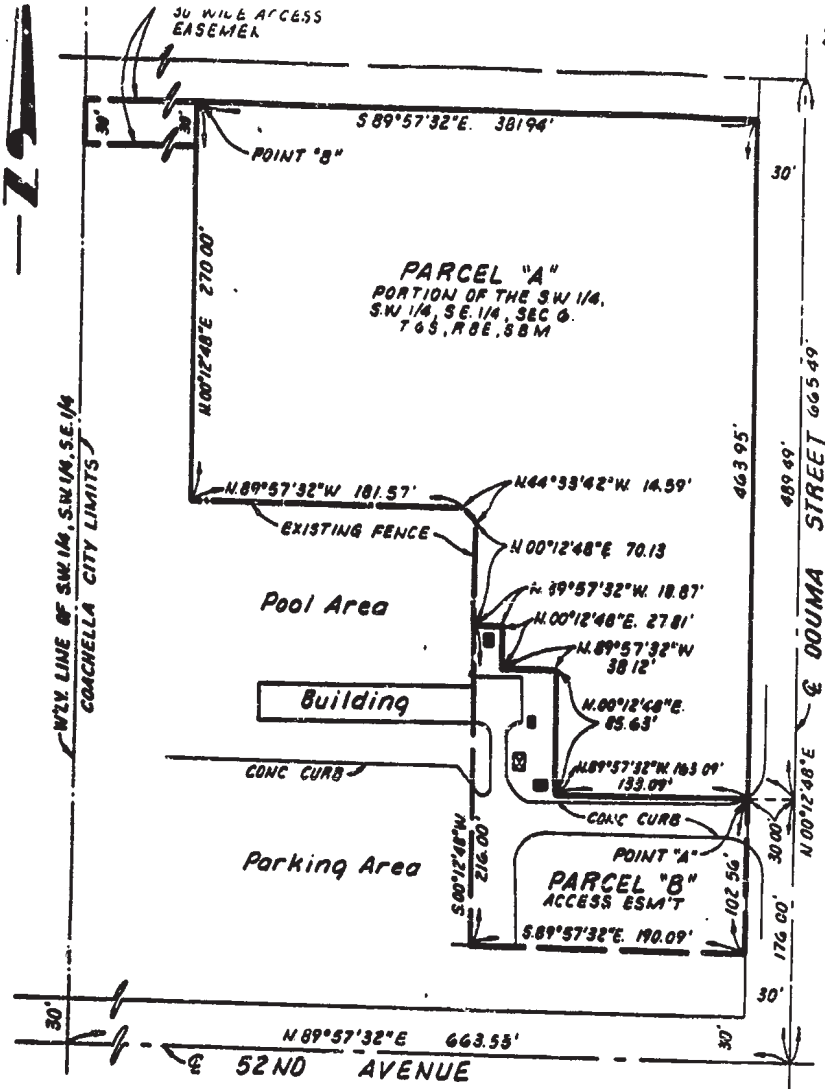 30' WIDE ACCESS
EASEMEN
30'
30'
S 89°57'32"E. 381.94'
POINT "B"
30'
PARCEL "A"
PORTION OF THE S.W 1/4,
S.W 1/4, S.E. 1/4, SEC 6.
T6S, R8E, SBM
N.00°12'48"E 270.00'
463.95'
489.49'
℄ DOUMA STREET 665.49'
W'LY. LINE OF S.W. 1/4, S.W. 1/4, S.E. 1/4
COACHELLA CITY LIMITS
N.89°57'32"W 181.57'
N.44°33'42"W. 14.59'
EXISTING FENCE
N 00°12'48"E 70.13
Pool Area
N. 89°57'32"W. 18.87'
N.00°12'48"E. 27.81'
N.89°57'32"W
38.12'
Building
N.00°12'48"E.
85.63'
N.89°57'32"W. 163.09'
133.09'
CONC CURB
CONC CURB
N 00°12'48"E
30.00'
POINT "A"
Parking Area
S.00°12'48"W
216.00'
PARCEL "B"
ACCESS ESM'T
102.56'
176.00'
S.89°57'32"E. 190.09'
30'
30'
30'
N 89°57'32"E 663.55'
℄ 52ND AVENUE